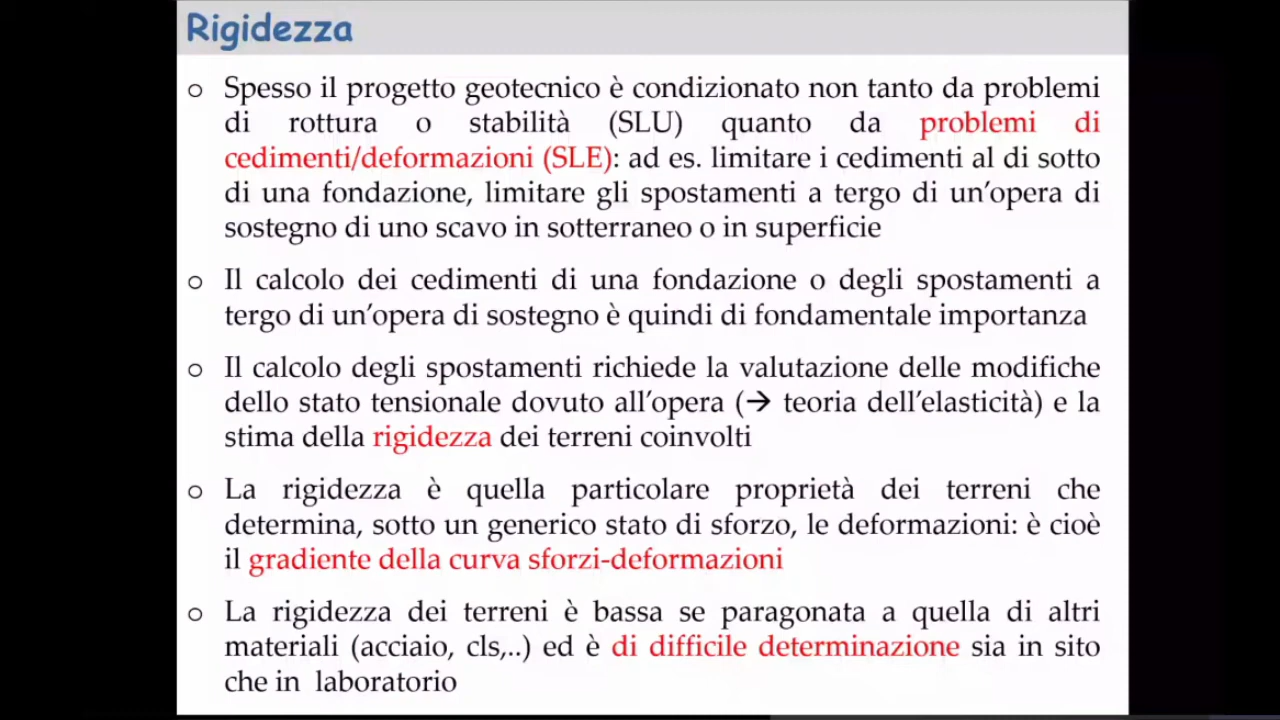 Rigidezza
o Spesso il progetto geotecnico è condizionato non tanto da problemi
di rottura o stabilità (SLU) quanto da problemi di
cedimenti/deformazioni (SLE): ad es. limitare i cedimenti al di sotto
di una fondazione, limitare gli spostamenti a tergo di un’opera di
sostegno di uno scavo in sotterraneo o in superficie
o Il calcolo dei cedimenti di una fondazione o degli spostamenti a
tergo di un’opera di sostegno è quindi di fondamentale importanza
o Il calcolo degli spostamenti richiede la valutazione delle modifiche
dello stato tensionale dovuto all’opera (→ teoria dell’elasticità) e la
stima della rigidezza dei terreni coinvolti
o La rigidezza è quella particolare proprietà dei terreni che
determina, sotto un generico stato di sforzo, le deformazioni: è cioè
il gradiente della curva sforzi-deformazioni
o La rigidezza dei terreni è bassa se paragonata a quella di altri
materiali (acciaio, cls,..) ed è di difficile determinazione sia in sito
che in laboratorio